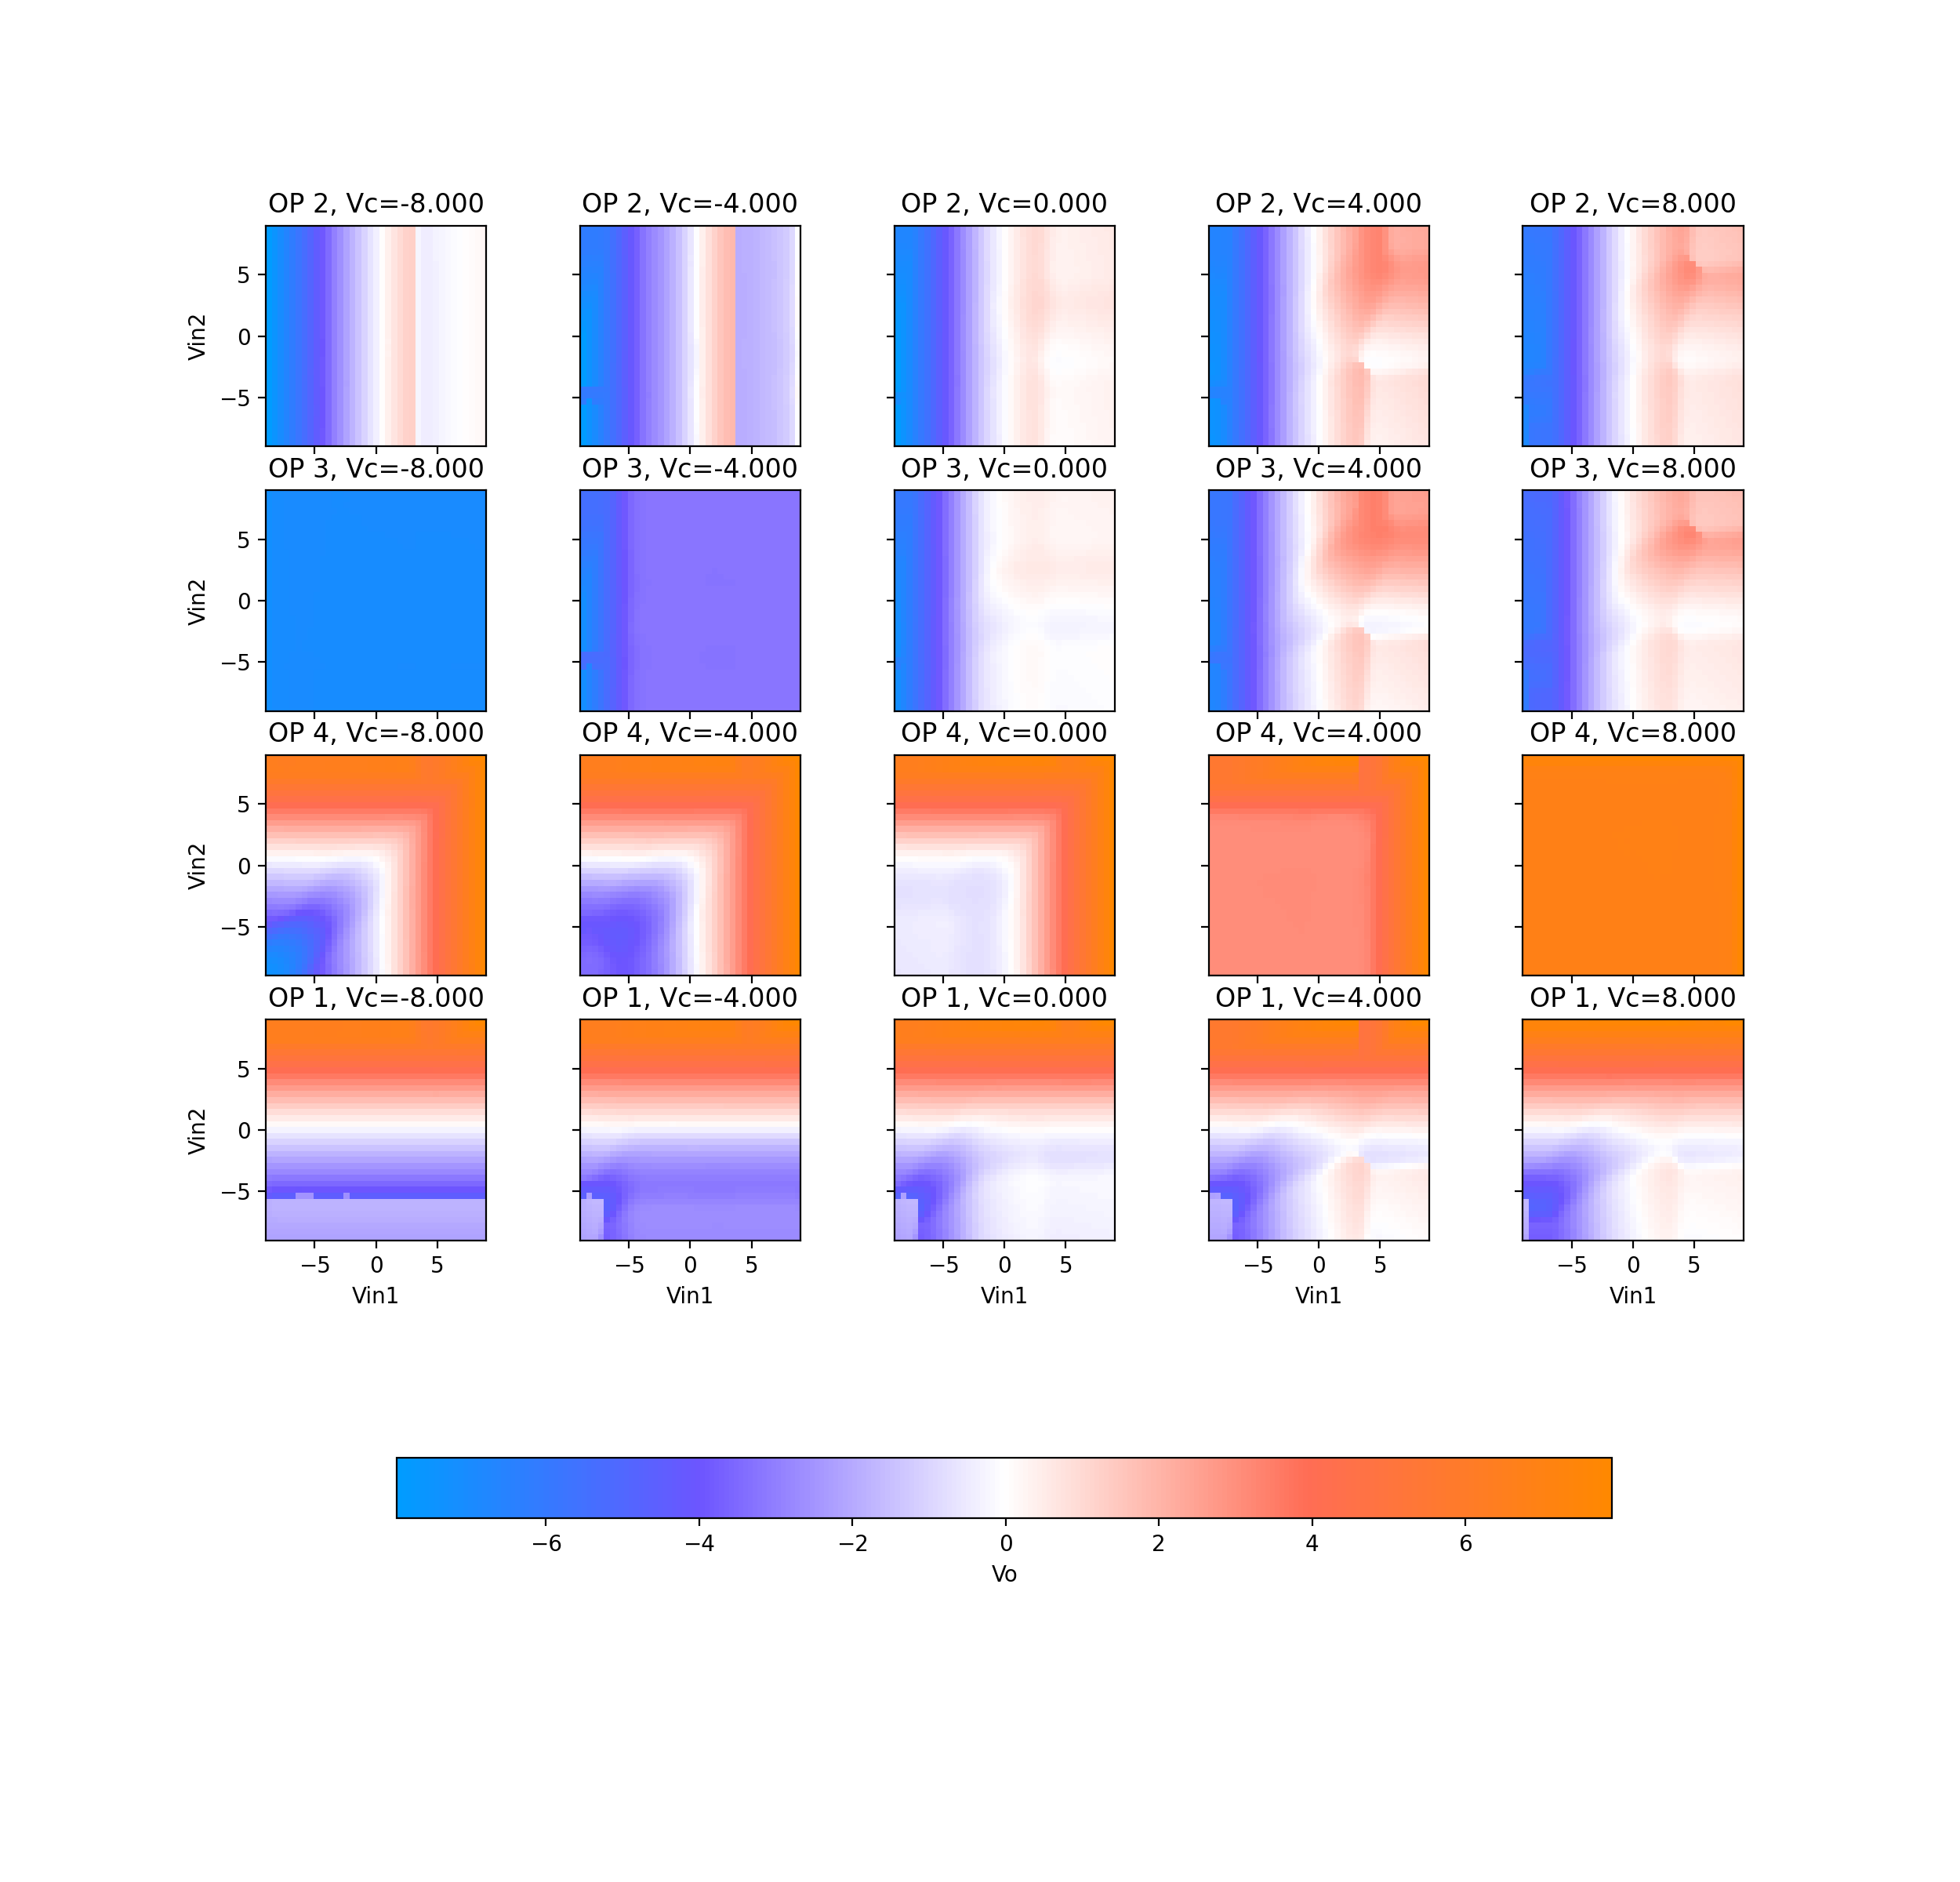 OP 2, Vc=-8.000 OP 2, Vc=-4.000 OP 2, Vc=0.000 OP 2, Vc=4.000 OP 2, Vc=8.000
5
Vin2
0
−5
OP 3, Vc=-8.000 OP 3, Vc=-4.000 OP 3, Vc=0.000 OP 3, Vc=4.000 OP 3, Vc=8.000
5
Vin2
0
−5
OP 4, Vc=-8.000 OP 4, Vc=-4.000 OP 4, Vc=0.000 OP 4, Vc=4.000 OP 4, Vc=8.000
5
Vin2
0
−5
OP 1, Vc=-8.000 OP 1, Vc=-4.000 OP 1, Vc=0.000 OP 1, Vc=4.000 OP 1, Vc=8.000
5
Vin2
0
−5
−5 0 5 −5 0 5 −5 0 5 −5 0 5 −5 0 5
Vin1 Vin1 Vin1 Vin1 Vin1
−6 −4 −2 0 2 4 6
Vo